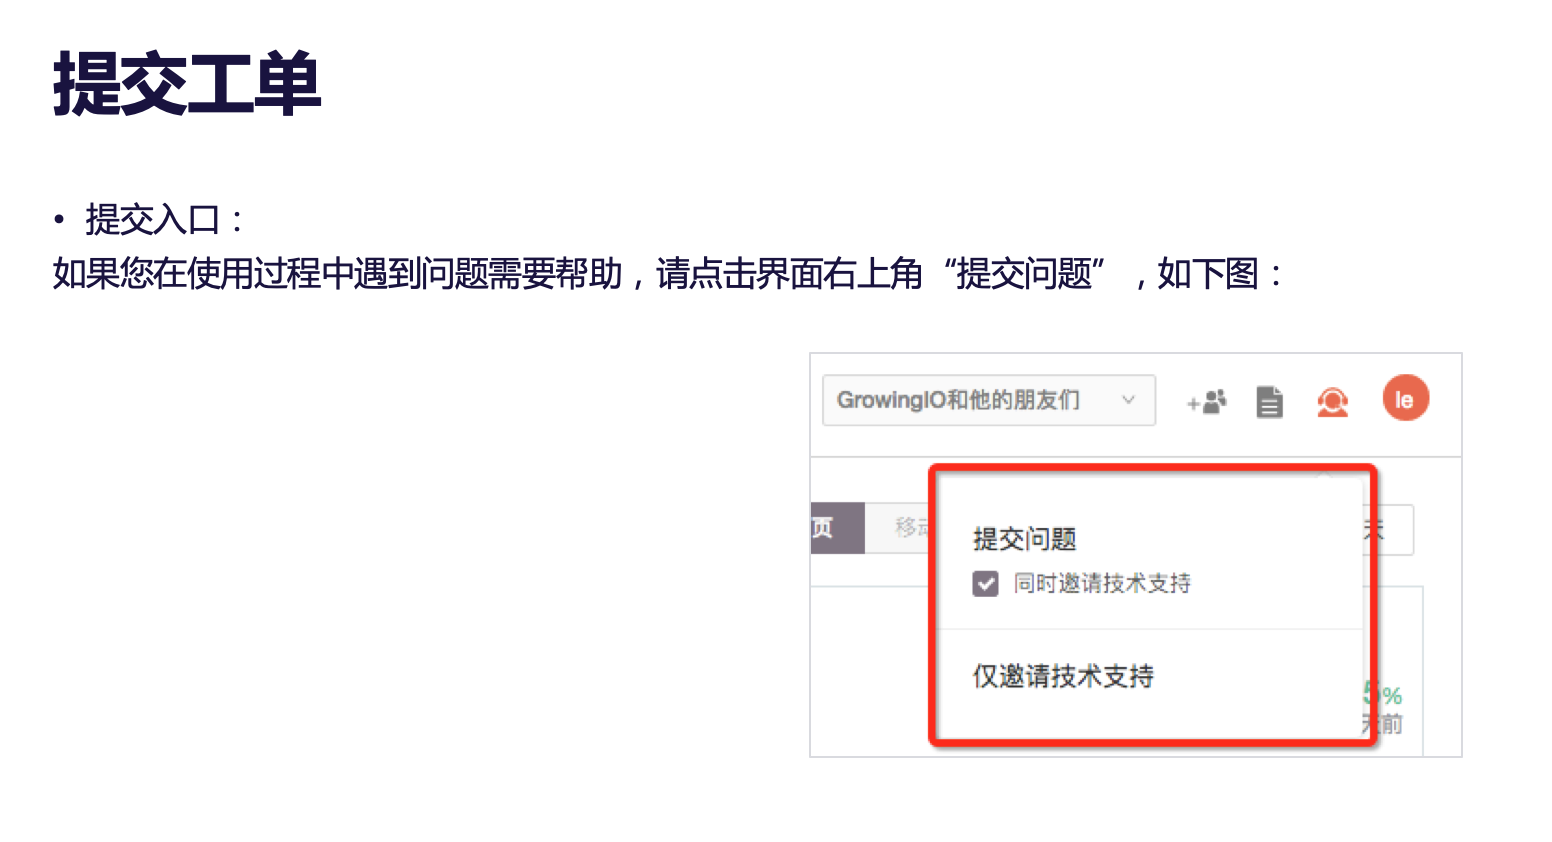 提交工单
• 提交入口：
如果您在使用过程中遇到问题需要帮助，请点击界面右上角“提交问题”，如下图：
GrowingIO和他的朋友们
le
页
移动
提交问题
同时邀请技术支持
仅邀请技术支持
5%
天前